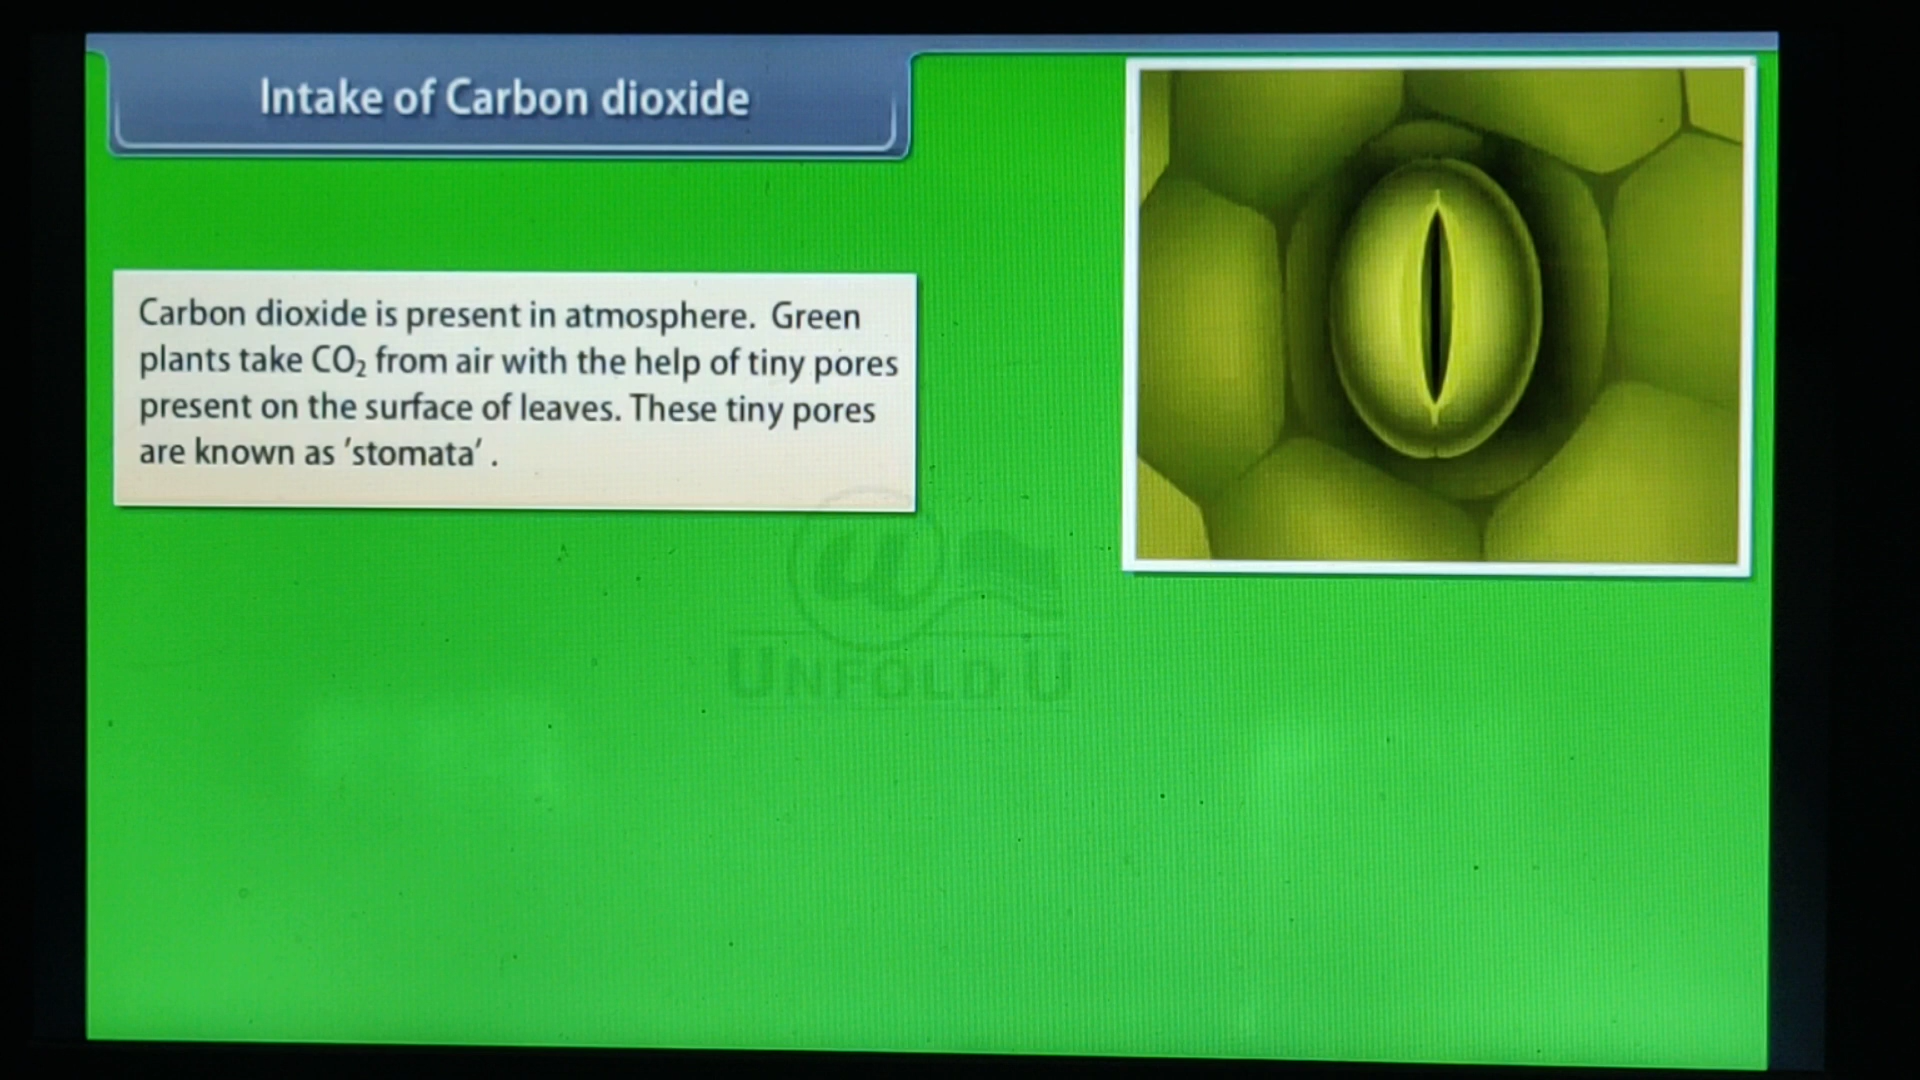 Intake of Carbon dioxide
Carbon dioxide is present in atmosphere. Green
plants take CO₂ from air with the help of tiny pores
present on the surface of leaves. These tiny pores
are known as 'stomata' .
u
UNFOLD U